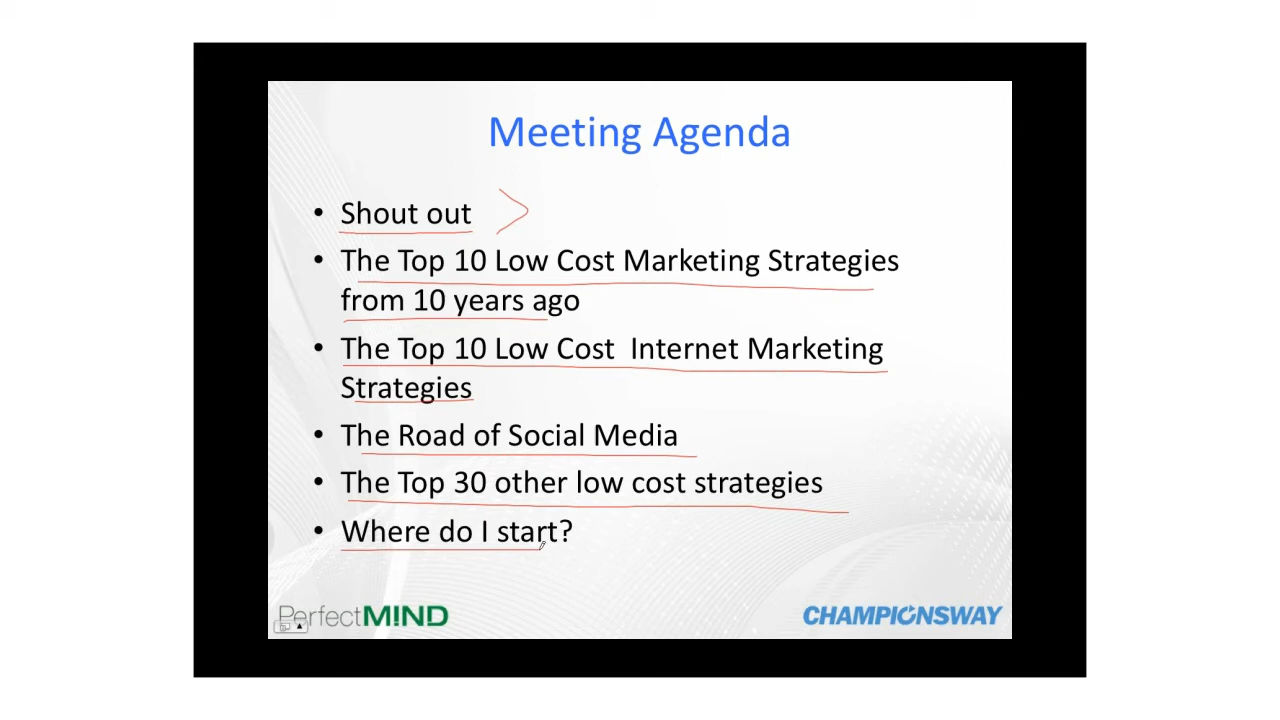 Meeting Agenda
• Shout out
• The Top 10 Low Cost Marketing Strategies
from 10 years ago
• The Top 10 Low Cost  Internet Marketing
Strategies
• The Road of Social Media
• The Top 30 other low cost strategies
• Where do I start?
PerfectM!ND
CHAMPIONSWAY